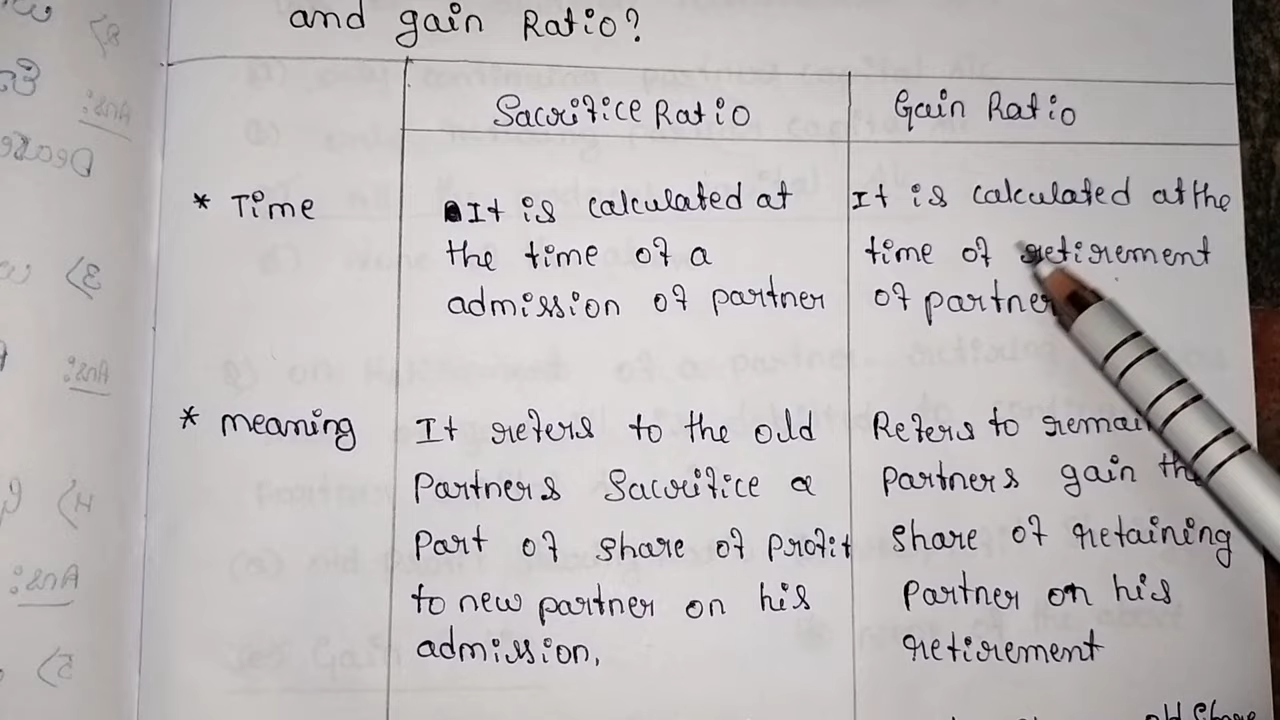 and gain Ratio?
Sacrifice Ratio
Gain Ratio
* Time
It is calculated at
the time of a
admission of partner
It is calculated at the
time of retirement
of partner
* meaning
It refers to the old
Partners Sacrifice a
Part of share of profit
to new partner on his
admission.
Refers to
Partners gain
share of retaining
Partner on his
retirement
old share